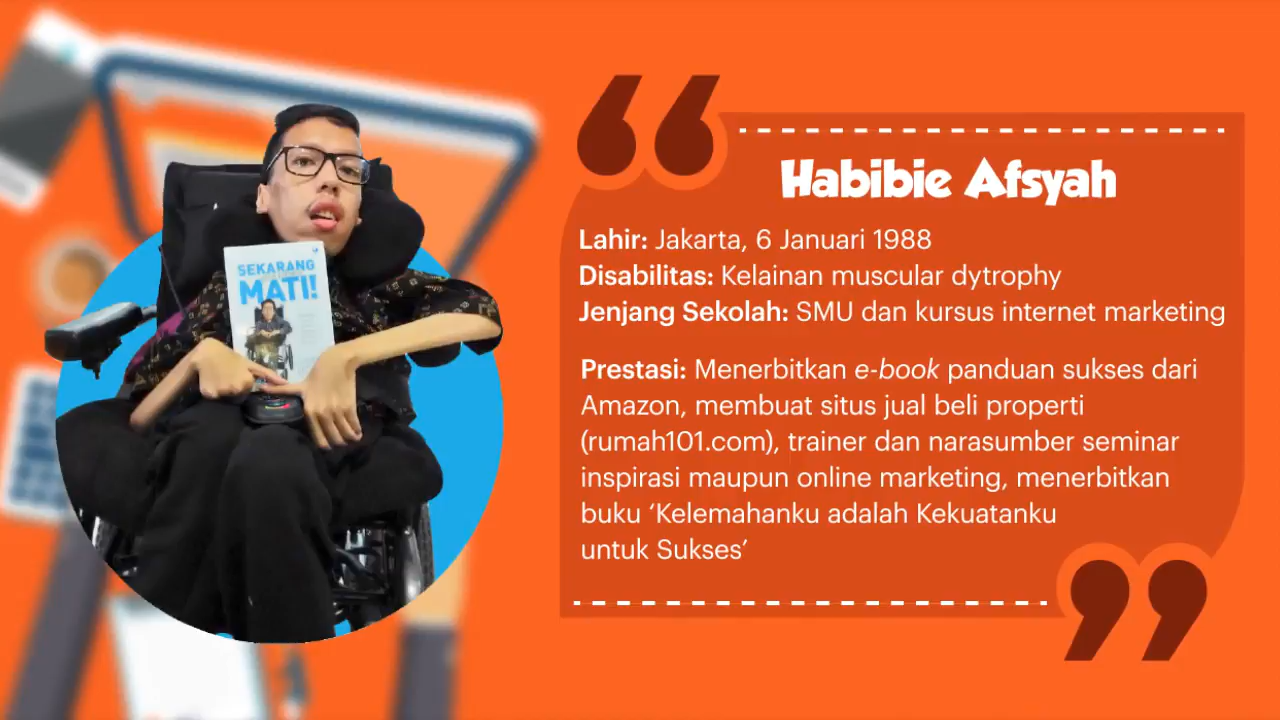 Habibie Afsyah
Lahir: Jakarta, 6 Januari 1988
Disabilitas: Kelainan muscular dytrophy
Jenjang Sekolah: SMU dan kursus internet marketing
Prestasi: Menerbitkan e-book panduan sukses dari
Amazon, membuat situs jual beli properti
(rumah101.com), trainer dan narasumber seminar
inspirasi maupun online marketing, menerbitkan
buku ‘Kelemahanku adalah Kekuatanku
untuk Sukses’
SEKARANG
MATI!